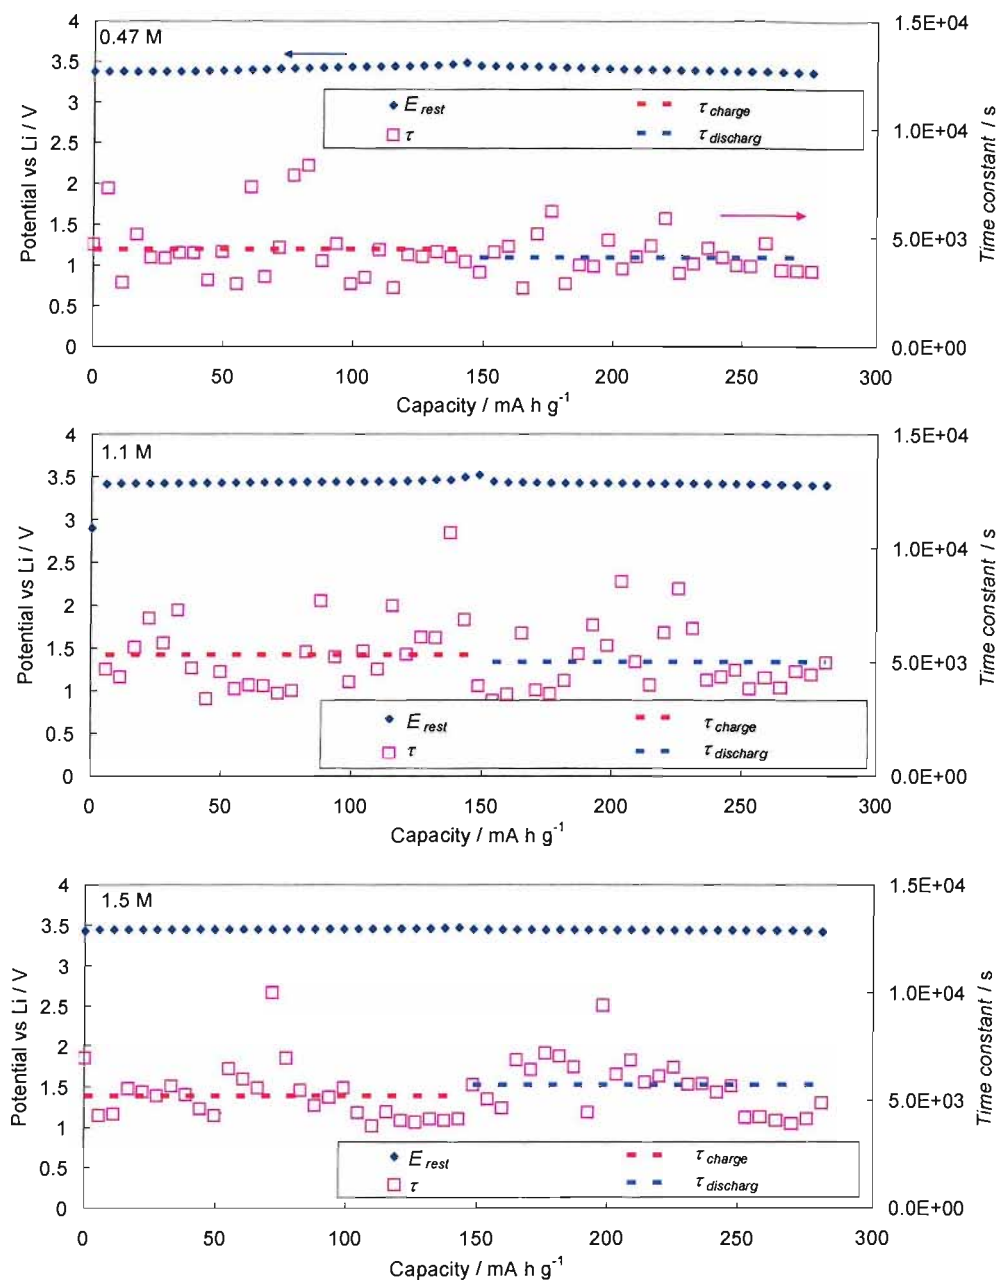 0.47 M
4
3.5
3
2.5
2
1.5
1
0.5
0
Potential vs Li / V
E rest
τ
τ charge
τ discharg
1.5E+04
1.0E+04
5.0E+03
0.0E+00
Time constant / s
0 50 100 150 200 250 300
Capacity / mA h g-1
1.1 M
4
3.5
3
2.5
2
1.5
1
0.5
0
Potential vs Li / V
E rest
τ
τ charge
τ discharg
1.5E+04
1.0E+04
5.0E+03
0.0E+00
Time constant / s
0 50 100 150 200 250 300
Capacity / mA h g-1
1.5 M
4
3.5
3
2.5
2
1.5
1
0.5
0
Potential vs Li / V
E rest
τ
τ charge
τ discharg
1.5E+04
1.0E+04
5.0E+03
0.0E+00
Time constant / s
0 50 100 150 200 250 300
Capacity / mA h g-1